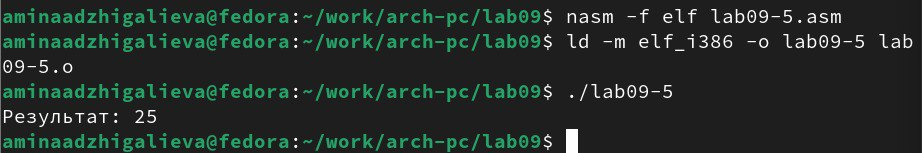 aminaadzhigalieva@fedora:~/work/arch-pc/lab09$ nasm -f elf lab09-5.asm
aminaadzhigalieva@fedora:~/work/arch-pc/lab09$ ld -m elf_i386 -o lab09-5 lab
09-5.o
aminaadzhigalieva@fedora:~/work/arch-pc/lab09$ ./lab09-5
Результат: 25
aminaadzhigalieva@fedora:~/work/arch-pc/lab09$